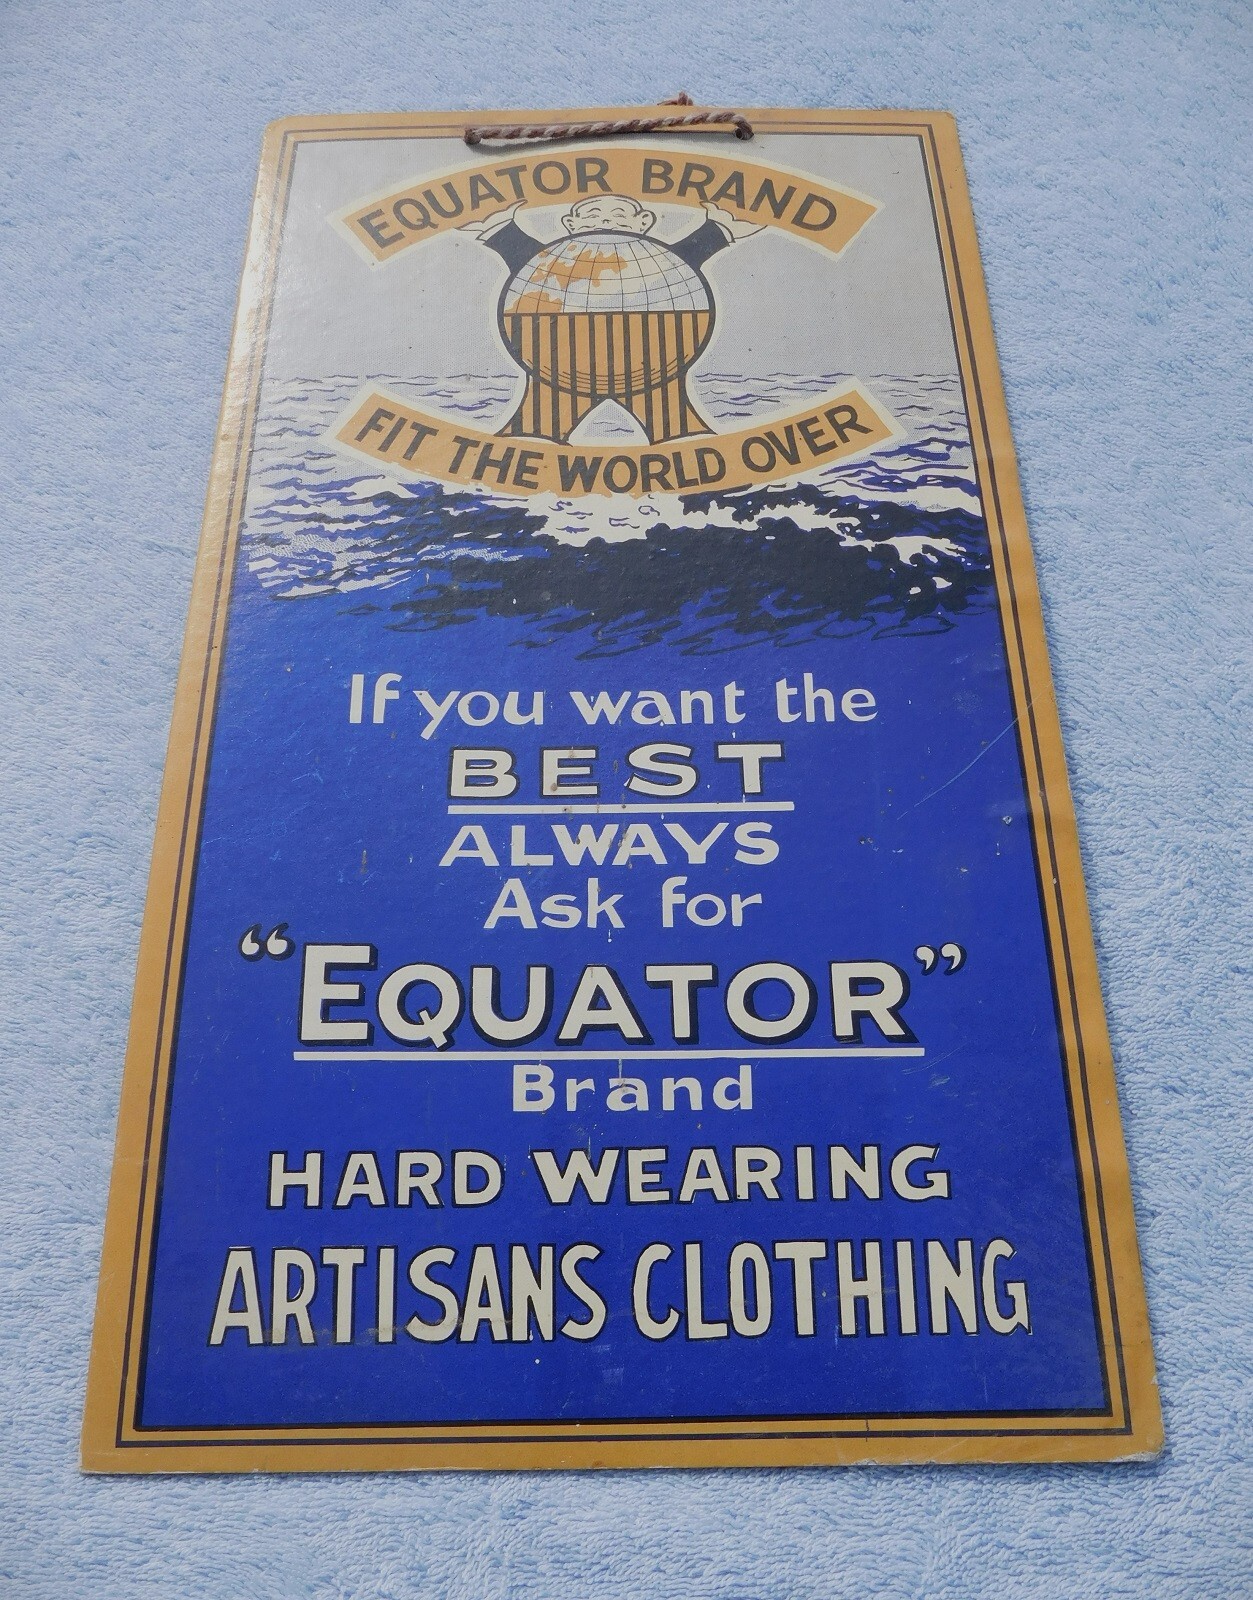 EQUATOR BRAND
FIT THE WORLD OVER
If you want the
BEST
ALWAYS
Ask for
“EQUATOR”
Brand
HARD WEARING
ARTISANS CLOTHING